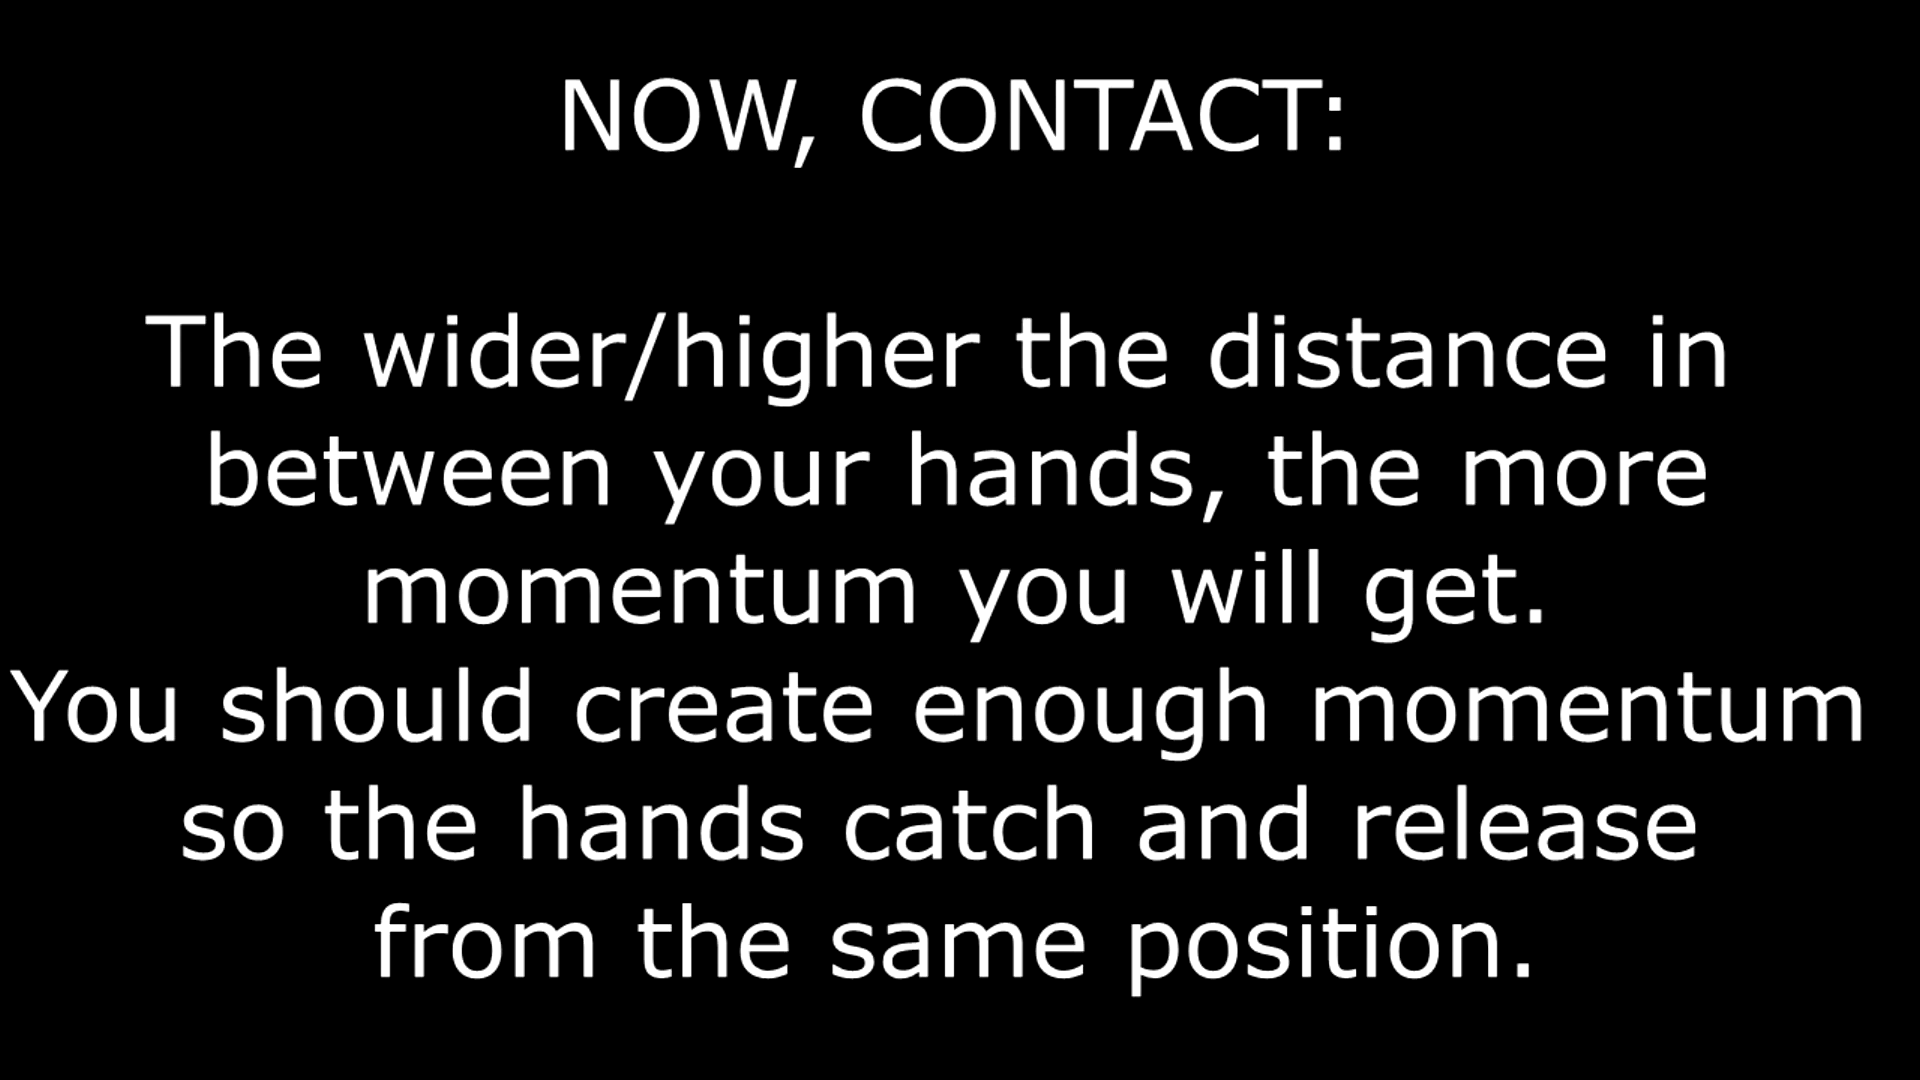 NOW, CONTACT:
The wider/higher the distance in
between your hands, the more
momentum you will get.
You should create enough momentum
so the hands catch and release
from the same position.